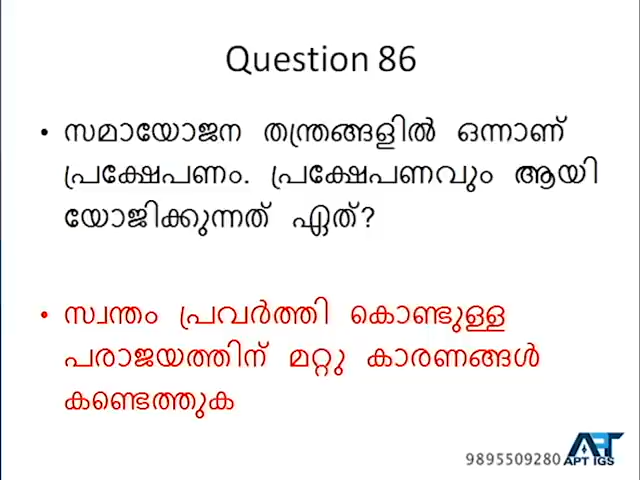 Question 86
• സമായോജന തന്ത്രങ്ങളിൽ ഒന്നാണ്
പ്രക്ഷേപണം. പ്രക്ഷേപണവും ആയി
യോജിക്കുന്നത് ഏത്?
• സ്വന്തം പ്രവർത്തി കൊണ്ടുള്ള
പരാജയത്തിന് മറ്റു കാരണങ്ങൾ
കണ്ടെത്തുക
9895509280
APT IGS